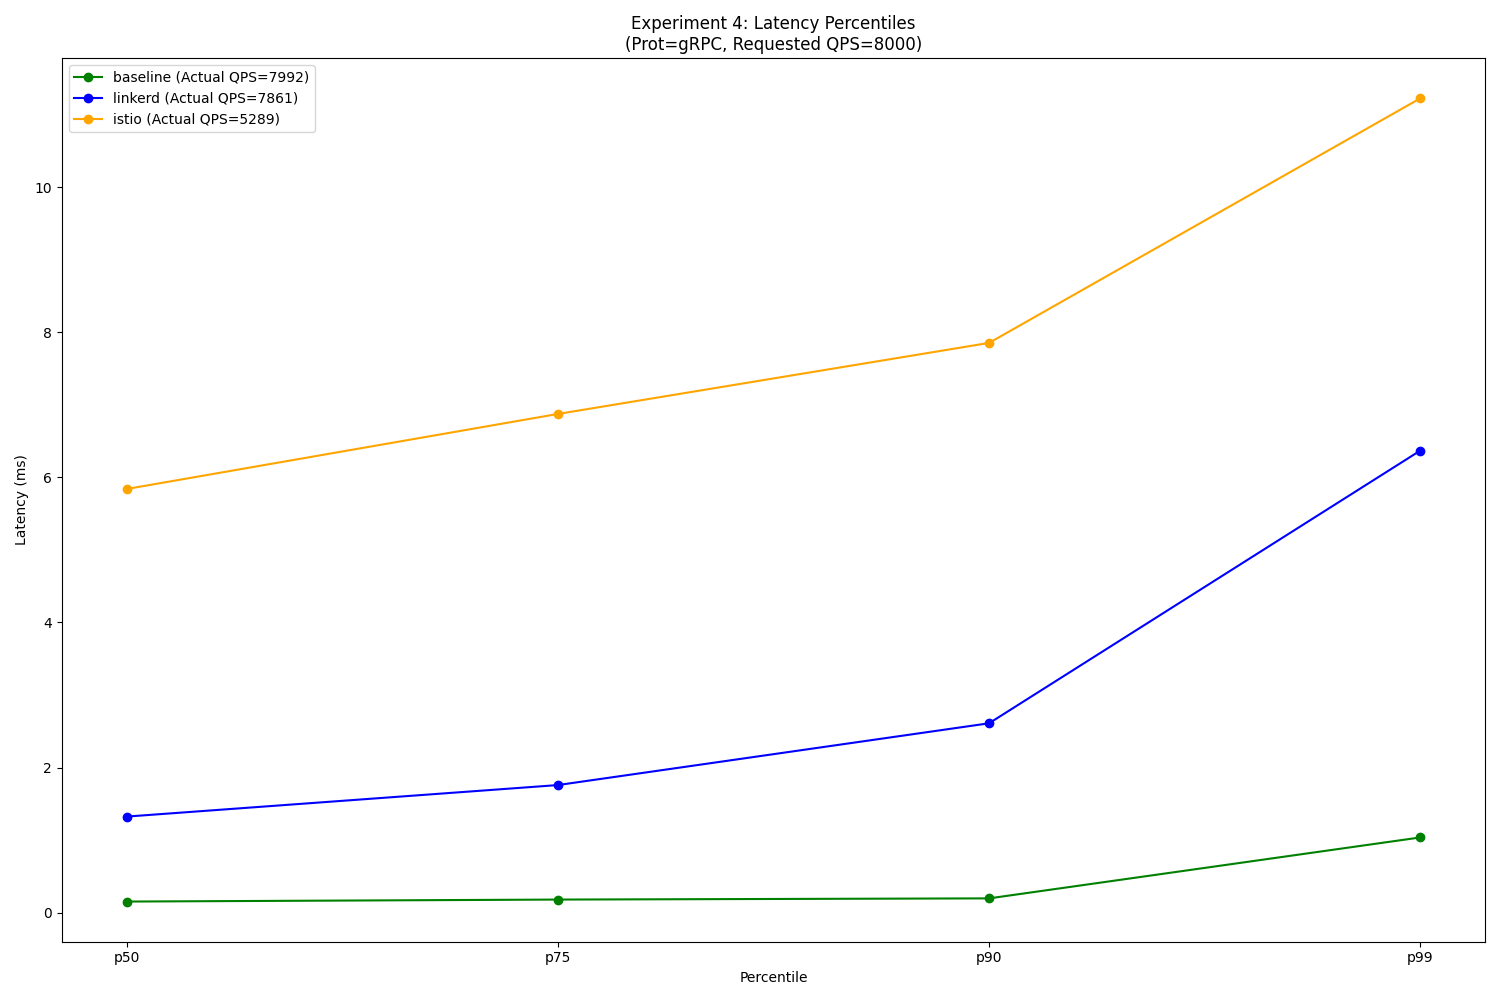 Experiment 4: Latency Percentiles
(Prot=gRPC, Requested QPS=8000)
baseline (Actual QPS=7992)
linkerd (Actual QPS=7861)
istio (Actual QPS=5289)
Latency (ms)
10
8
6
4
2
0
p50 p75 p90 p99
Percentile